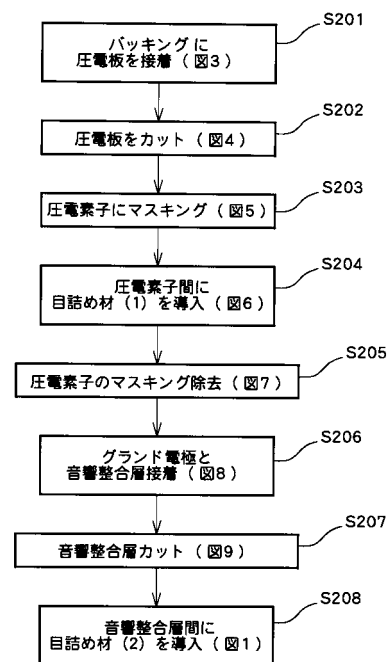 S201
バッキングに
圧電板を接着（図3）
S202
圧電板をカット（図4）
S203
圧電素子にマスキング（図5）
S204
圧電素子間に
目詰め材（1）を導入（図6）
S205
圧電素子のマスキング除去（図7）
S206
グランド電極と
音響整合層接着（図8）
S207
音響整合層カット（図9）
S208
音響整合層間に
目詰め材（2）を導入（図1）